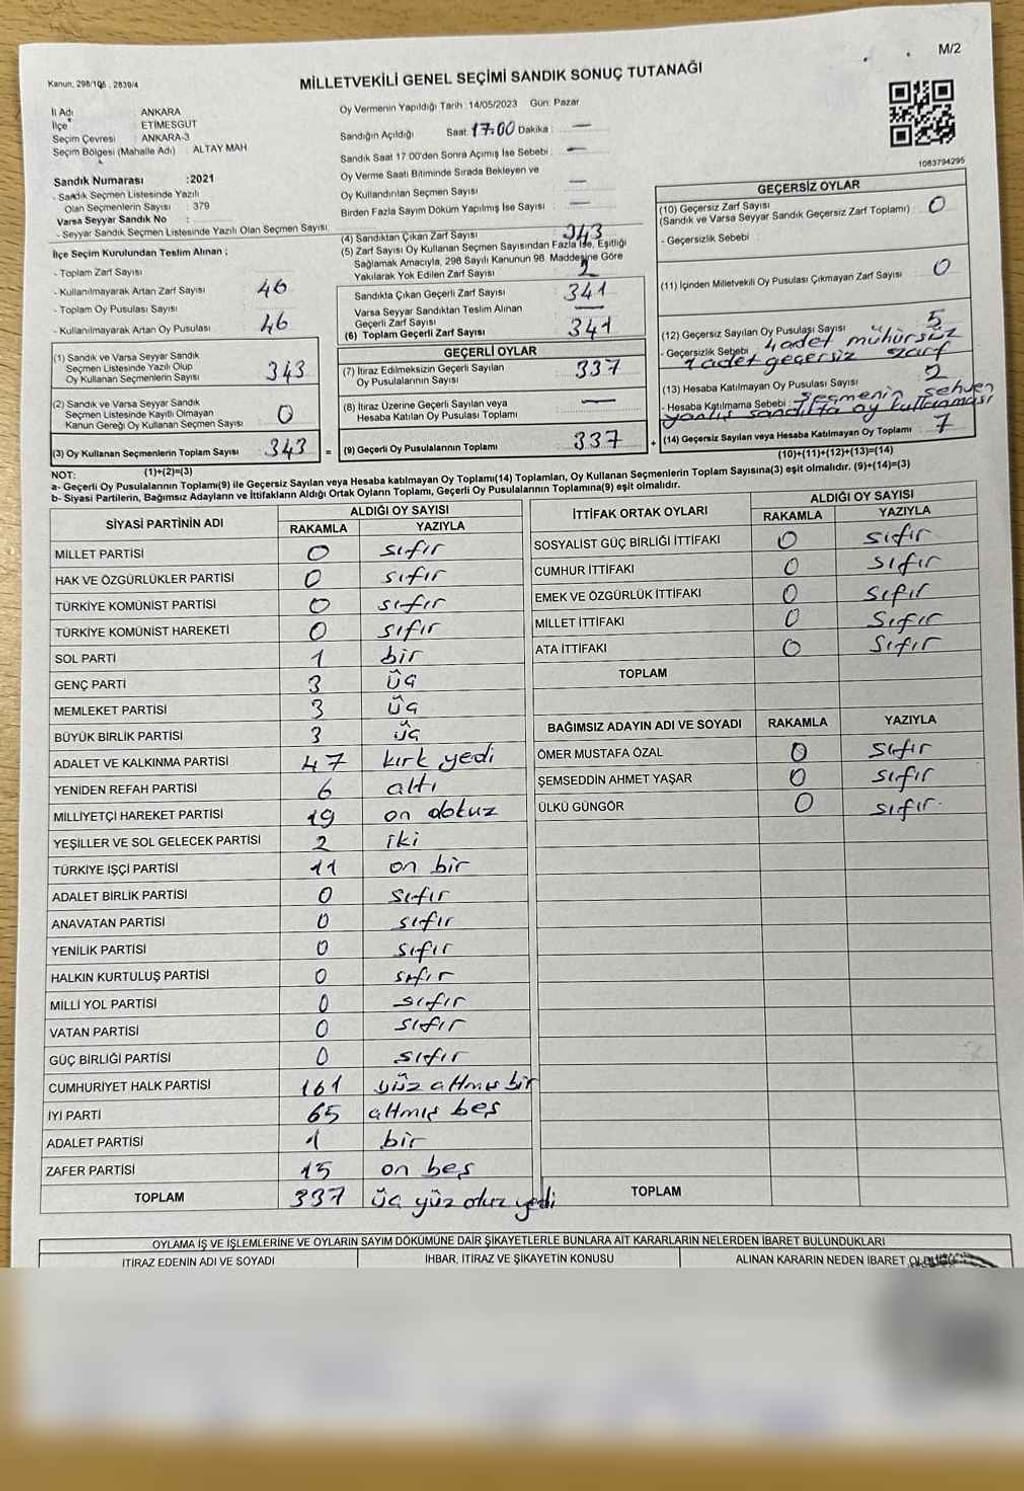 M/2
Kanun: 298/105, 2839/4
MİLLETVEKİLİ GENEL SEÇİMİ SANDIK SONUÇ TUTANAĞI
İl Adı ANKARA
İlçe ETİMESGUT
Seçim Çevresi ANKARA-3
Seçim Bölgesi (Mahalle Adı) ALTAY MAH
Sandık Numarası :2021
- Sandık Seçmen Listesinde Yazılı
Olan Seçmenlerin Sayısı : 379
Varsa Seyyar Sandık No :
- Seyyar Sandık Seçmen Listesinde Yazılı Olan Seçmen Sayısı
Oy Vermenin Yapıldığı Tarih : 14/05/2023 Gün: Pazar
Sandığın Açıldığı Saat: 17:00 Dakika : —
Sandık Saat 17:00'den Sonra Açımış İse Sebebi : —
Oy Verme Saati Bitiminde Sırada Bekleyen ve
Oy Kullandırılan Seçmen Sayısı —
Birden Fazla Sayım Döküm Yapılmış İse Sayısı : —
1083794295
İlçe Seçim Kurulundan Teslim Alınan ;
- Toplam Zarf Sayısı
- Kullanılmayarak Artan Zarf Sayısı 46
- Toplam Oy Pusulası Sayısı
- Kullanılmayarak Artan Oy Pusulası 46
(1) Sandık ve Varsa Seyyar Sandık
Seçmen Listesinde Yazılı Olup
Oy Kullanan Seçmenlerin Sayısı 343
(2) Sandık ve Varsa Seyyar Sandık
Seçmen Listesinde Kayıtlı Olmayan
Kanun Gereği Oy Kullanan Seçmen Sayısı 0
(3) Oy Kullanan Seçmenlerin Toplam Sayısı 343 =
(1)+(2)=(3)
(4) Sandıktan Çıkan Zarf Sayısı 343
(5) Zarf Sayısı Oy Kullanan Seçmen Sayısından Fazla İse, Eşitliği
Sağlamak Amacıyla, 298 Sayılı Kanunun 98. Maddesine Göre
Yakılarak Yok Edilen Zarf Sayısı 2
Sandıkta Çıkan Geçerli Zarf Sayısı 341
Varsa Seyyar Sandıktan Teslim Alınan
Geçerli Zarf Sayısı —
(6) Toplam Geçerli Zarf Sayısı 341
GEÇERLİ OYLAR
(7) İtiraz Edilmeksizin Geçerli Sayılan
Oy Pusulalarının Sayısı 337
(8) İtiraz Üzerine Geçerli Sayılan veya
Hesaba Katılan Oy Pusulası Toplamı —
(9) Geçerli Oy Pusulalarının Toplamı 337 +
GEÇERSİZ OYLAR
(10) Geçersiz Zarf Sayısı
(Sandık ve Varsa Seyyar Sandık Geçersiz Zarf Toplamı) : 0
- Geçersizlik Sebebi
(11) İçinden Milletvekili Oy Pusulası Çıkmayan Zarf Sayısı 0
(12) Geçersiz Sayılan Oy Pusulası Sayısı 5
- Geçersizlik Sebebi 4 adet mühürsüz
1 adet geçersiz zarf
(13) Hesaba Katılmayan Oy Pusulası Sayısı 2
- Hesaba Katılmama Sebebi : Seçmenin sehven
yanlış sandıkta oy kullanması
(14) Geçersiz Sayılan veya Hesaba Katılmayan Oy Toplamı 7
(10)+(11)+(12)+(13)=(14)
NOT:
a- Geçerli Oy Pusulalarının Toplamı(9) ile Geçersiz Sayılan veya Hesaba katılmayan Oy Toplamı(14) Toplamları, Oy Kullanan Seçmenlerin Toplam Sayısına(3) eşit olmalıdır. (9)+(14)=(3)
b- Siyasi Partilerin, Bağımsız Adayların ve İttifakların Aldığı Ortak Oyların Toplamı, Geçerli Oy Pusulalarının Toplamına(9) eşit olmalıdır.
SİYASİ PARTİNİN ADI ALDIĞI OY SAYISI
RAKAMLA YAZIYLA
MİLLET PARTİSİ 0 sıfır
HAK VE ÖZGÜRLÜKLER PARTİSİ 0 sıfır
TÜRKİYE KOMÜNİST PARTİSİ 0 sıfır
TÜRKİYE KOMÜNİST HAREKETİ 0 sıfır
SOL PARTİ 1 bir
GENÇ PARTİ 3 üç
MEMLEKET PARTİSİ 3 üç
BÜYÜK BİRLİK PARTİSİ 3 üç
ADALET VE KALKINMA PARTİSİ 47 kırk yedi
YENİDEN REFAH PARTİSİ 6 altı
MİLLİYETÇİ HAREKET PARTİSİ 19 on dokuz
YEŞİLLER VE SOL GELECEK PARTİSİ 2 iki
TÜRKİYE İŞÇİ PARTİSİ 11 on bir
ADALET BİRLİK PARTİSİ 0 sıfır
ANAVATAN PARTİSİ 0 sıfır
YENİLİK PARTİSİ 0 sıfır
HALKIN KURTULUŞ PARTİSİ 0 sıfır
MİLLİ YOL PARTİSİ 0 sıfır
VATAN PARTİSİ 0 sıfır
GÜÇ BİRLİĞİ PARTİSİ 0 sıfır
CUMHURİYET HALK PARTİSİ 161 yüz altmış bir
İYİ PARTİ 65 altmış beş
ADALET PARTİSİ 1 bir
ZAFER PARTİSİ 15 on beş
TOPLAM 337 üç yüz otuz yedi
İTTİFAK ORTAK OYLARI ALDIĞI OY SAYISI
RAKAMLA YAZIYLA
SOSYALİST GÜÇ BİRLİĞİ İTTİFAKI 0 sıfır
CUMHUR İTTİFAKI 0 sıfır
EMEK VE ÖZGÜRLÜK İTTİFAKI 0 sıfır
MİLLET İTTİFAKI 0 sıfır
ATA İTTİFAKI 0 sıfır
TOPLAM
BAĞIMSIZ ADAYIN ADI VE SOYADI RAKAMLA YAZIYLA
ÖMER MUSTAFA ÖZAL 0 sıfır
ŞEMSEDDİN AHMET YAŞAR 0 sıfır
ÜLKÜ GÜNGÖR 0 sıfır
TOPLAM
OYLAMA İŞ VE İŞLEMLERİNE VE OYLARIN SAYIM DÖKÜMÜNE DAİR ŞİKAYETLERLE BUNLARA AİT KARARLARIN NELERDEN İBARET BULUNDUKLARI
İTİRAZ EDENİN ADI VE SOYADI İHBAR, İTİRAZ VE ŞİKAYETİN KONUSU ALINAN KARARIN NEDEN İBARET